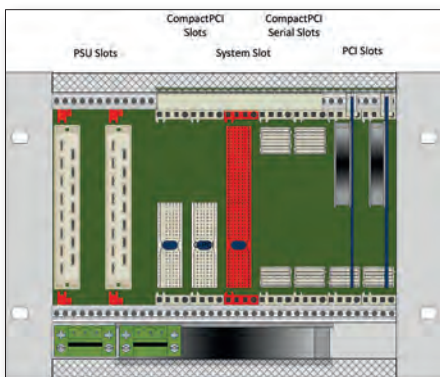 CompactPCI
Slots
CompactPCI
Serial Slots
PSU Slots
System Slot
PCI Slots